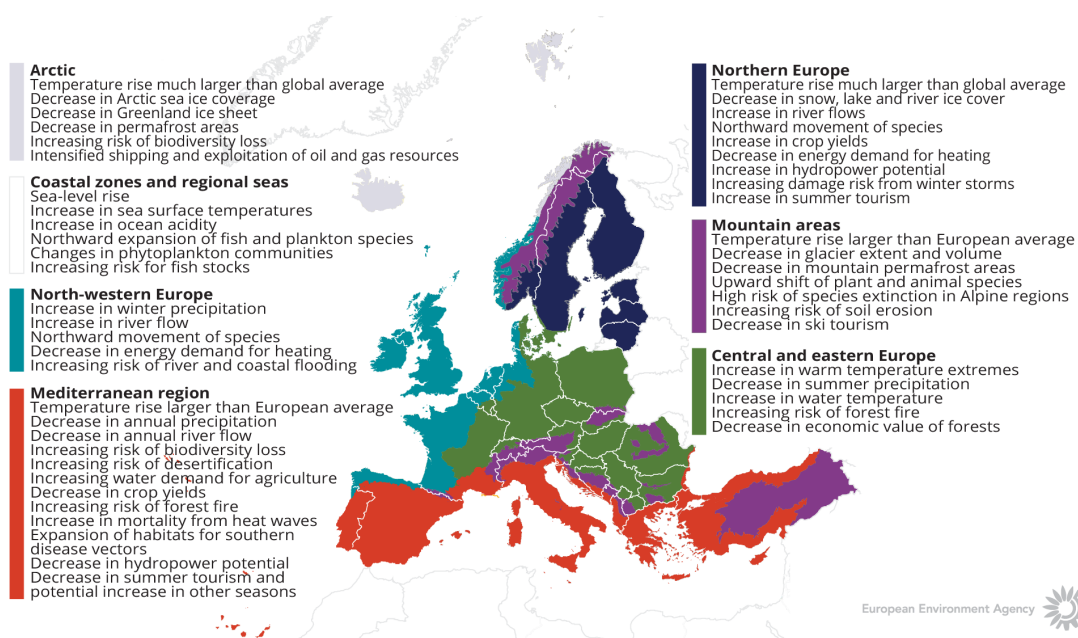 Arctic
Temperature rise much larger than global average
Decrease in Arctic sea ice coverage
Decrease in Greenland ice sheet
Decrease in permafrost areas
Increasing risk of biodiversity loss
Intensified shipping and exploitation of oil and gas resources
Coastal zones and regional seas
Sea-level rise
Increase in sea surface temperatures
Increase in ocean acidity
Northward expansion of fish and plankton species
Changes in phytoplankton communities
Increasing risk for fish stocks
North-western Europe
Increase in winter precipitation
Increase in river flow
Northward movement of species
Decrease in energy demand for heating
Increasing risk of river and coastal flooding
Mediterranean region
Temperature rise larger than European average
Decrease in annual precipitation
Decrease in annual river flow
Increasing risk of biodiversity loss
Increasing risk of desertification
Increasing water demand for agriculture
Decrease in crop yields
Increasing risk of forest fire
Increase in mortality from heat waves
Expansion of habitats for southern
disease vectors
Decrease in hydropower potential
Decrease in summer tourism and
potential increase in other seasons
Northern Europe
Temperature rise much larger than global average
Decrease in snow, lake and river ice cover
Increase in river flows
Northward movement of species
Increase in crop yields
Decrease in energy demand for heating
Increase in hydropower potential
Increasing damage risk from winter storms
Increase in summer tourism
Mountain areas
Temperature rise larger than European average
Decrease in glacier extent and volume
Decrease in mountain permafrost areas
Upward shift of plant and animal species
High risk of species extinction in Alpine regions
Increasing risk of soil erosion
Decrease in ski tourism
Central and eastern Europe
Increase in warm temperature extremes
Decrease in summer precipitation
Increase in water temperature
Increasing risk of forest fire
Decrease in economic value of forests
European Environment Agency